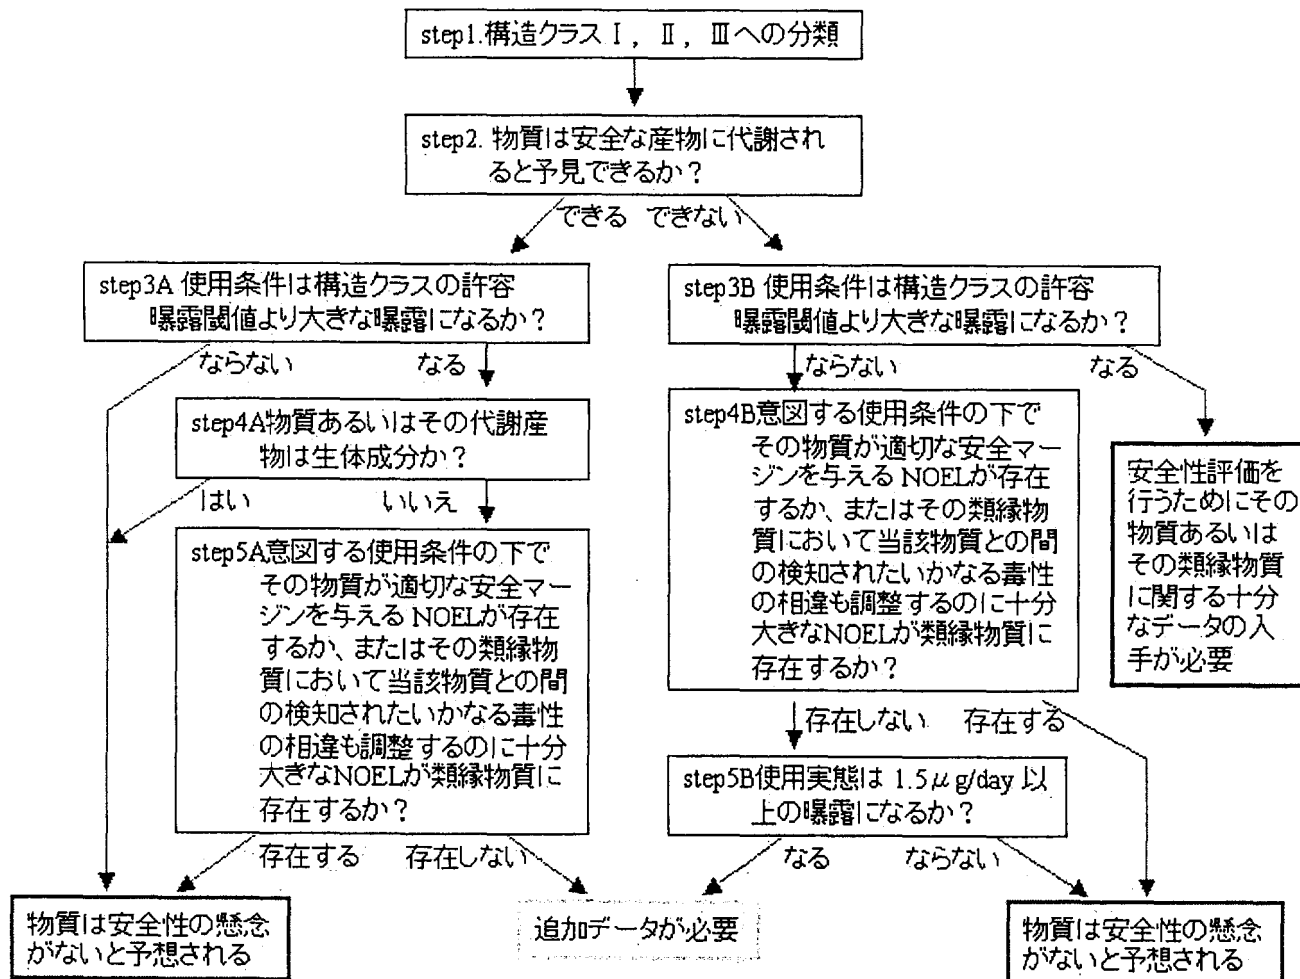 step1.構造クラスⅠ, Ⅱ, Ⅲへの分類
step2. 物質は安全な産物に代謝され
ると予見できるか？
できる できない
step3A 使用条件は構造クラスの許容
曝露閾値より大きな曝露になるか？
ならない なる
step4A物質あるいはその代謝産
物は生体成分か？
はい いいえ
step5A意図する使用条件の下で
その物質が適切な安全マー
ジンを与えるNOELが存在
するか、またはその類縁物
質において当該物質との間
の検知されたいかなる毒性
の相違も調整するのに十分
大きなNOELが類縁物質に
存在するか？
存在する 存在しない
step3B 使用条件は構造クラスの許容
曝露閾値より大きな曝露になるか？
ならない なる
step4B意図する使用条件の下で
その物質が適切な安全マー
ジンを与えるNOELが存在
するか、またはその類縁物
質において当該物質との間
の検知されたいかなる毒性
の相違も調整するのに十分
大きなNOELが類縁物質に
存在するか？
存在しない 存在する
安全性評価を
行うためにその
物質あるいは
その類縁物質
に関する十分
なデータの入
手が必要
step5B使用実態は 1.5μg/day 以
上の曝露になるか？
なる ならない
物質は安全性の懸念
がないと予想される
追加データが必要
物質は安全性の懸念
がないと予想される